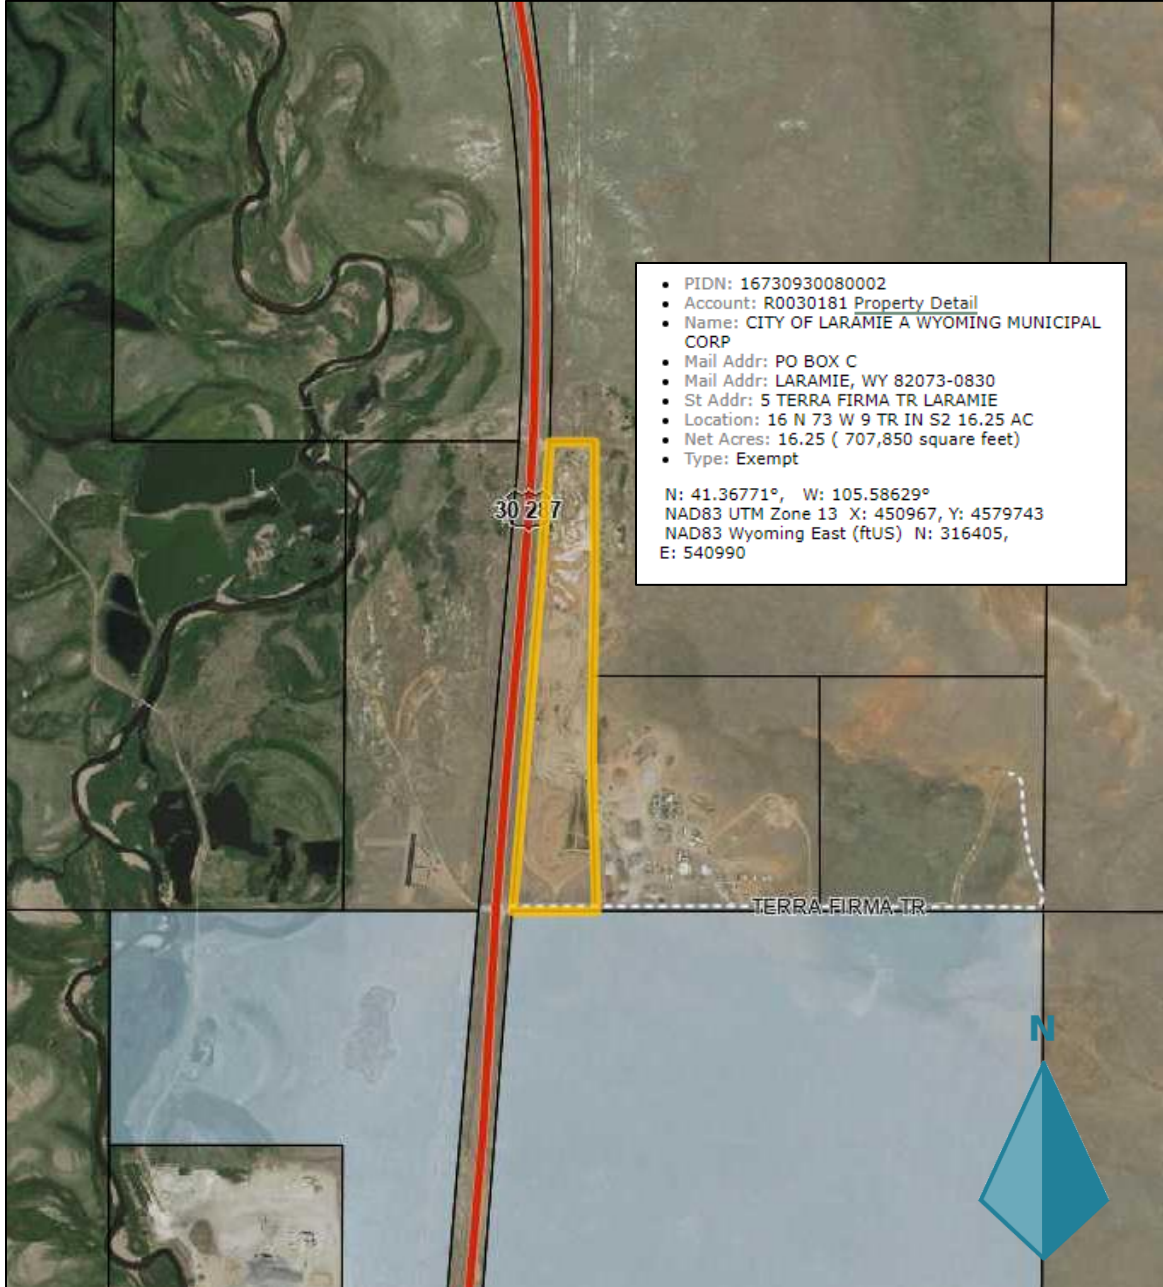 PIDN: 16730930080002
Account: R0030181 Property Detail
Name: CITY OF LARAMIE A WYOMING MUNICIPAL
CORP
Mail Addr: PO BOX C
Mail Addr: LARAMIE, WY 82073-0830
St Addr: 5 TERRA FIRMA TR LARAMIE
Location: 16 N 73 W 9 TR IN S2 16.25 AC
Net Acres: 16.25 ( 707,850 square feet)
Type: Exempt
N: 41.36771°, W: 105.58629°
NAD83 UTM Zone 13 X: 450967, Y: 4579743
NAD83 Wyoming East (ftUS) N: 316405,
E: 540990
30 287
TERRA FIRMA TR
N